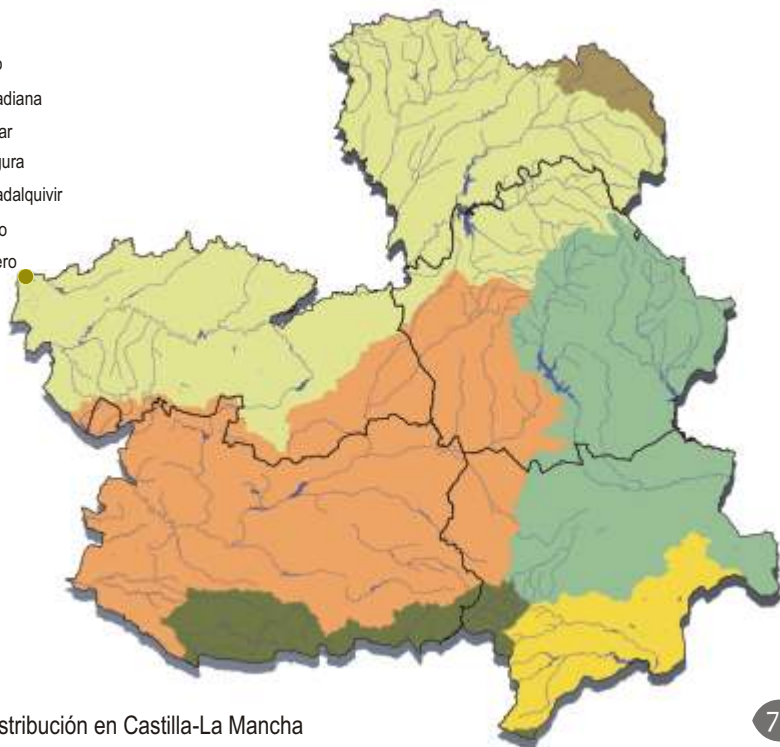 o
adiana
ar
gura
adalquivir
o
ero
stribución en Castilla-La Mancha
7